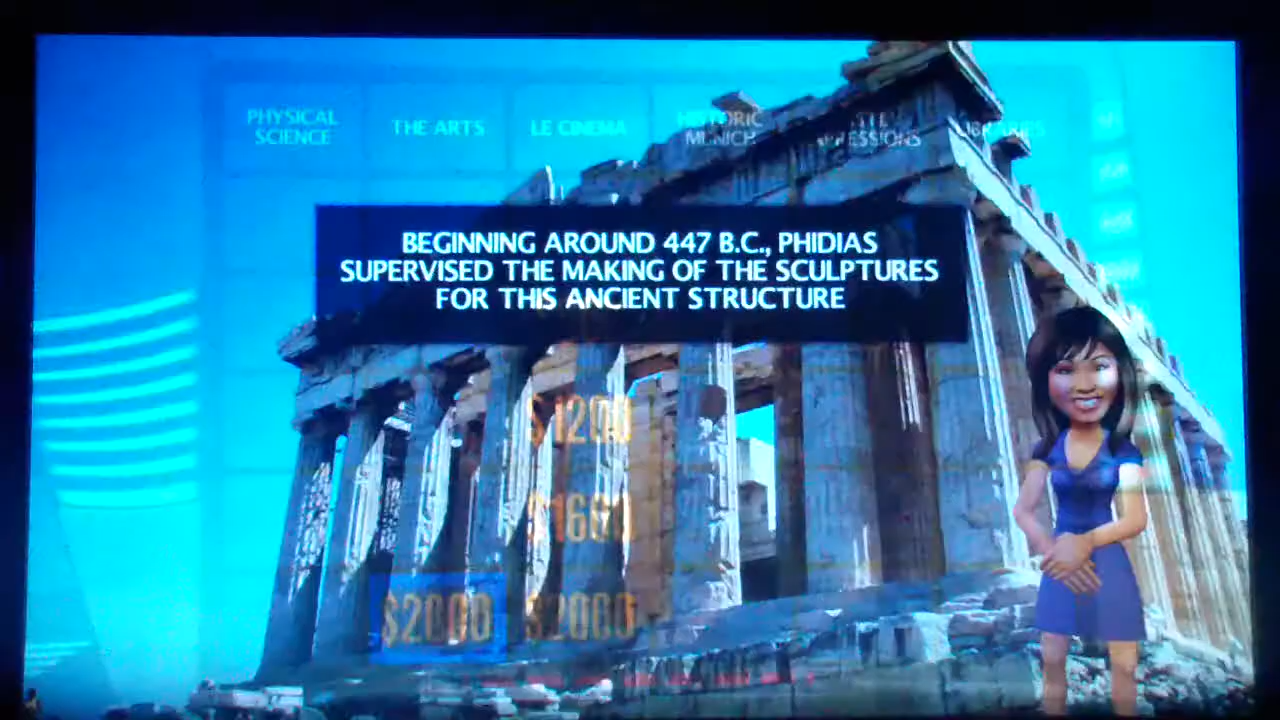 PHYSICAL
SCIENCE
THE ARTS
LE CINEMA
HISTORIC
MUNICH
LIBRARIES
BEGINNING AROUND 447 B.C., PHIDIAS
SUPERVISED THE MAKING OF THE SCULPTURES
FOR THIS ANCIENT STRUCTURE
$1200
$1600
$2000
$2000